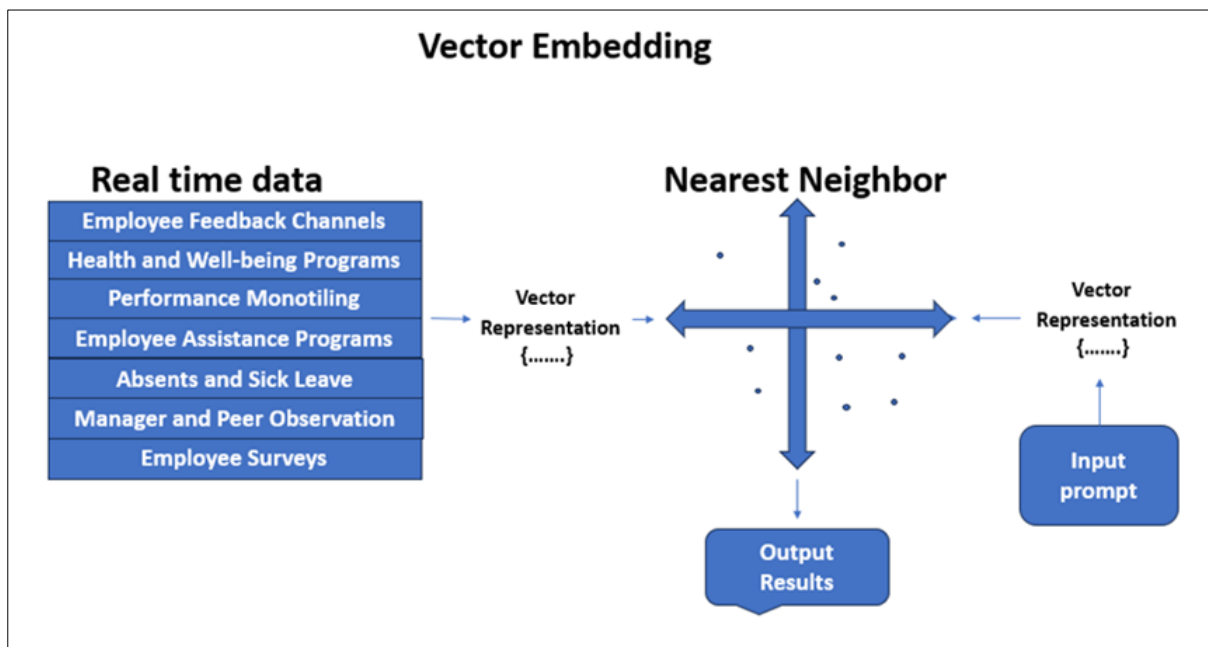 Vector Embedding
Real time data
Employee Feedback Channels
Health and Well-being Programs
Performance Monotiling
Employee Assistance Programs
Absents and Sick Leave
Manager and Peer Observation
Employee Surveys
Vector
Representation
{.......}
Nearest Neighbor
Output
Results
Vector
Representation
{.......}
Input
prompt